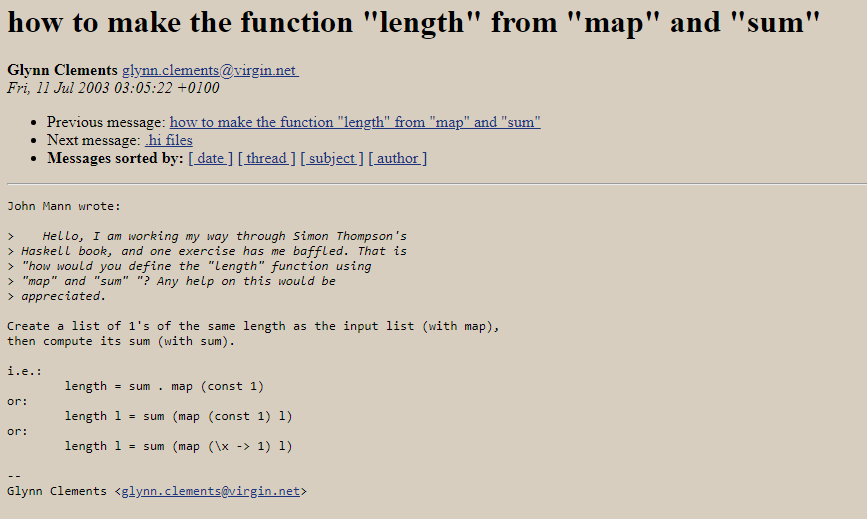 how to make the function "length" from "map" and "sum"
Glynn Clements glynn.clements@virgin.net
Fri, 11 Jul 2003 03:05:22 +0100
• Previous message: how to make the function "length" from "map" and "sum"
• Next message: .hi files
• Messages sorted by: [ date ] [ thread ] [ subject ] [ author ]
John Mann wrote:
>    Hello, I am working my way through Simon Thompson's
> Haskell book, and one exercise has me baffled. That is
> "how would you define the "length" function using
> "map" and "sum" "? Any help on this would be
> appreciated.
Create a list of 1's of the same length as the input list (with map),
then compute its sum (with sum).
i.e.:
length = sum . map (const 1)
or:
length l = sum (map (const 1) l)
or:
length l = sum (map (\x -> 1) l)
--
Glynn Clements <glynn.clements@virgin.net>